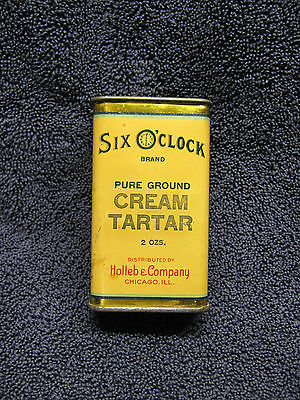 SIX O'CLOCK
BRAND
PURE GROUND
CREAM
TARTAR
2 OZS.
DISTRIBUTED BY
Holleb & Company
CHICAGO, ILL.